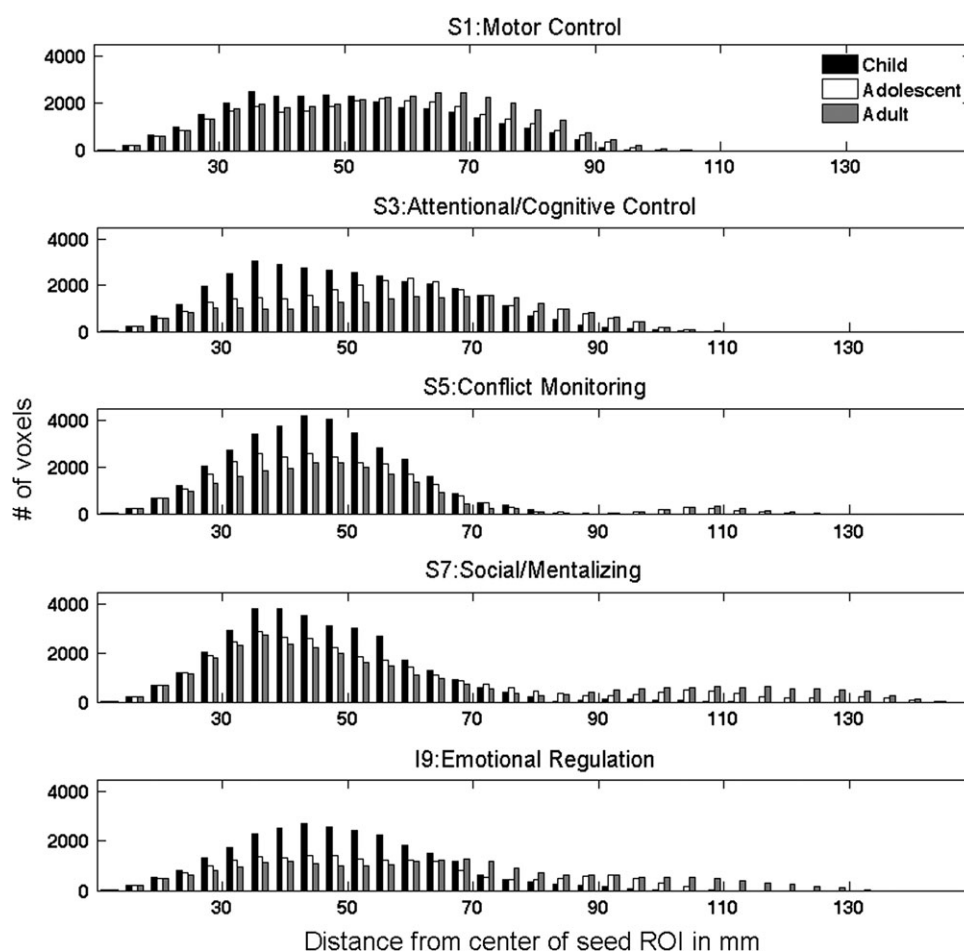 S1:Motor Control
4000
2000
0
Child
Adolescent
Adult
30 50 70 90 110 130
S3:Attentional/Cognitive Control
4000
2000
0
30 50 70 90 110 130
S5:Conflict Monitoring
4000
2000
0
30 50 70 90 110 130
# of voxels
S7:Social/Mentalizing
4000
2000
0
30 50 70 90 110 130
I9:Emotional Regulation
4000
2000
0
30 50 70 90 110 130
Distance from center of seed ROI in mm